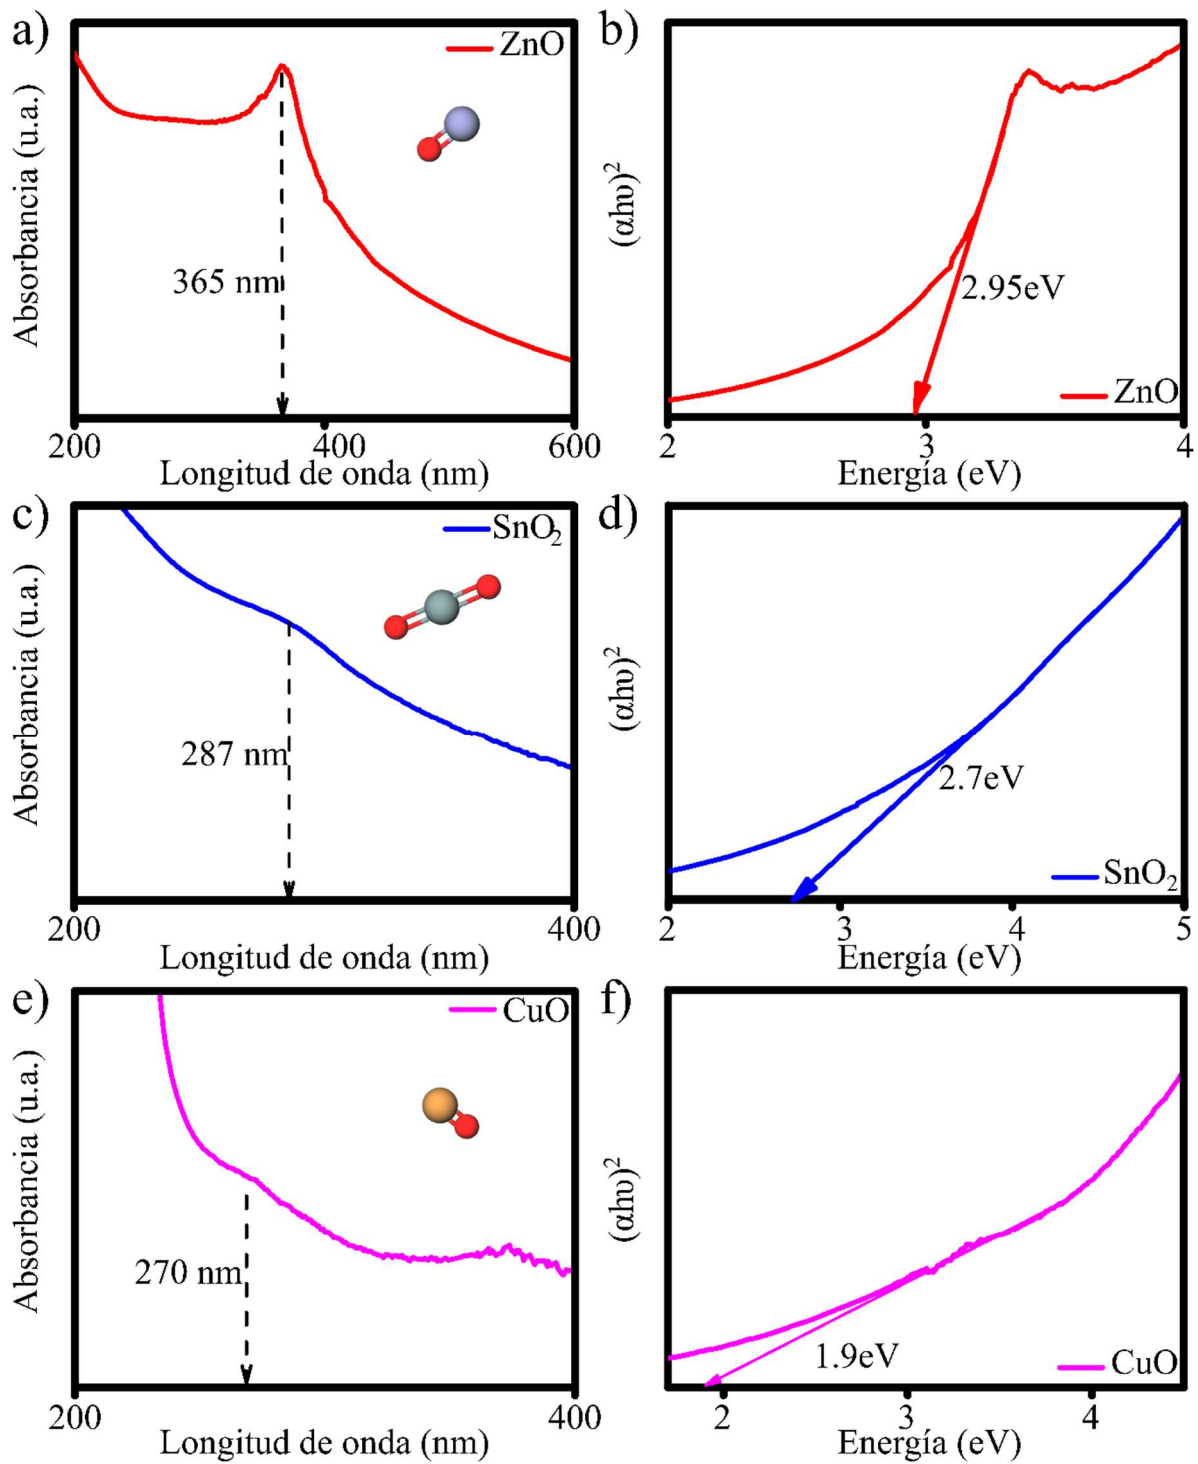 a)
ZnO
365 nm
Absorbancia (u.a.)
200
400
600
Longitud de onda (nm)
b)
(αhυ)²
2.95eV
ZnO
2
3
4
Energía (eV)
c)
SnO₂
287 nm
Absorbancia (u.a.)
200
400
Longitud de onda (nm)
d)
(αhυ)²
2.7eV
SnO₂
2
3
4
5
Energía (eV)
e)
CuO
270 nm
Absorbancia (u.a.)
200
400
Longitud de onda (nm)
f)
(αhυ)²
1.9eV
CuO
2
3
4
Energía (eV)